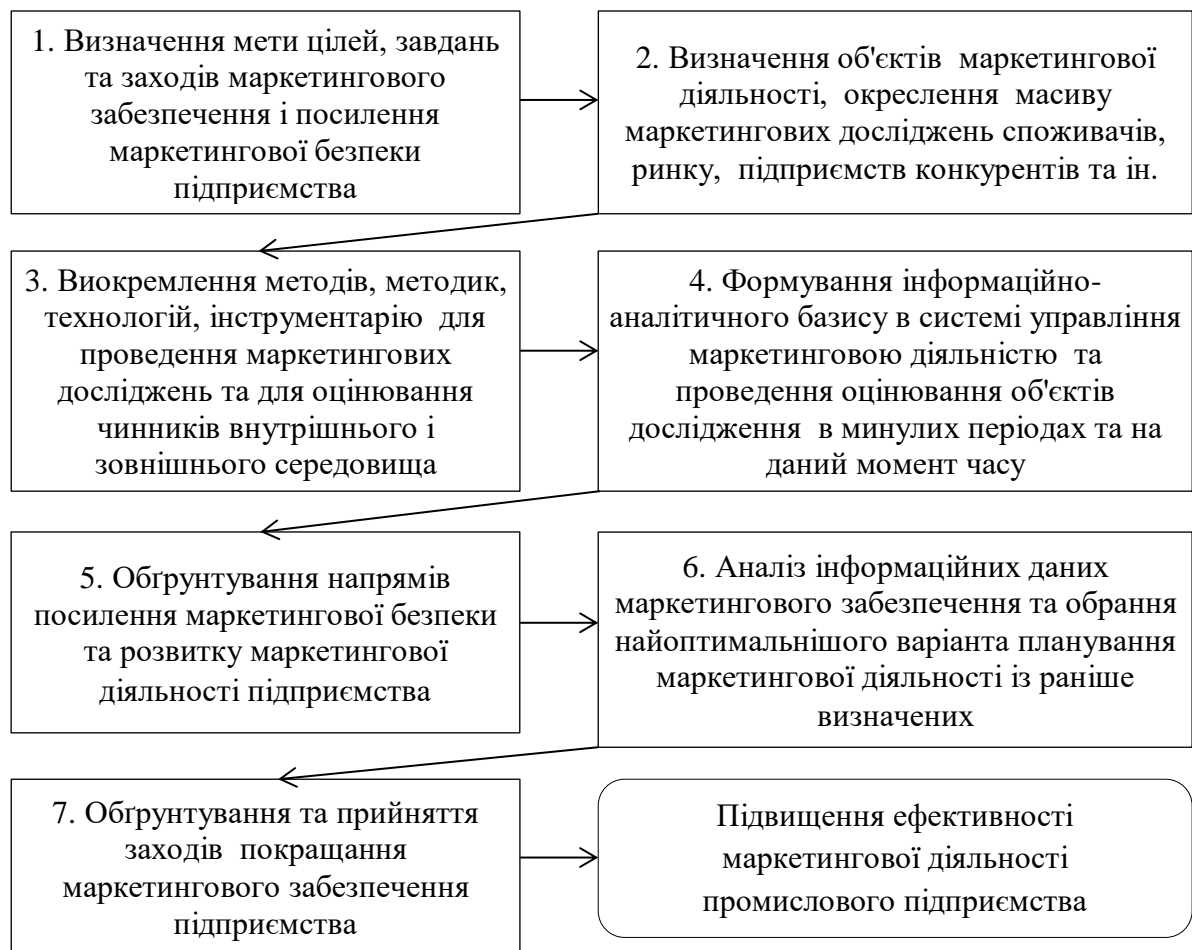 1. Визначення мети цілей, завдань
та заходів маркетингового
забезпечення і посилення
маркетингової безпеки
підприємства
2. Визначення об'єктів маркетингової
діяльності, окреслення масиву
маркетингових досліджень споживачів,
ринку, підприємств конкурентів та ін.
3. Виокремлення методів, методик,
технологій, інструментарію для
проведення маркетингових
досліджень та для оцінювання
чинників внутрішнього і
зовнішнього середовища
4. Формування інформаційно-
аналітичного базису в системі управління
маркетинговою діяльністю та
проведення оцінювання об'єктів
дослідження в минулих періодах та на
даний момент часу
5. Обґрунтування напрямів
посилення маркетингової безпеки
та розвитку маркетингової
діяльності підприємства
6. Аналіз інформаційних даних
маркетингового забезпечення та обрання
найоптимальнішого варіанта планування
маркетингової діяльності із раніше
визначених
7. Обґрунтування та прийняття
заходів покращання
маркетингового забезпечення
підприємства
Підвищення ефективності
маркетингової діяльності
промислового підприємства